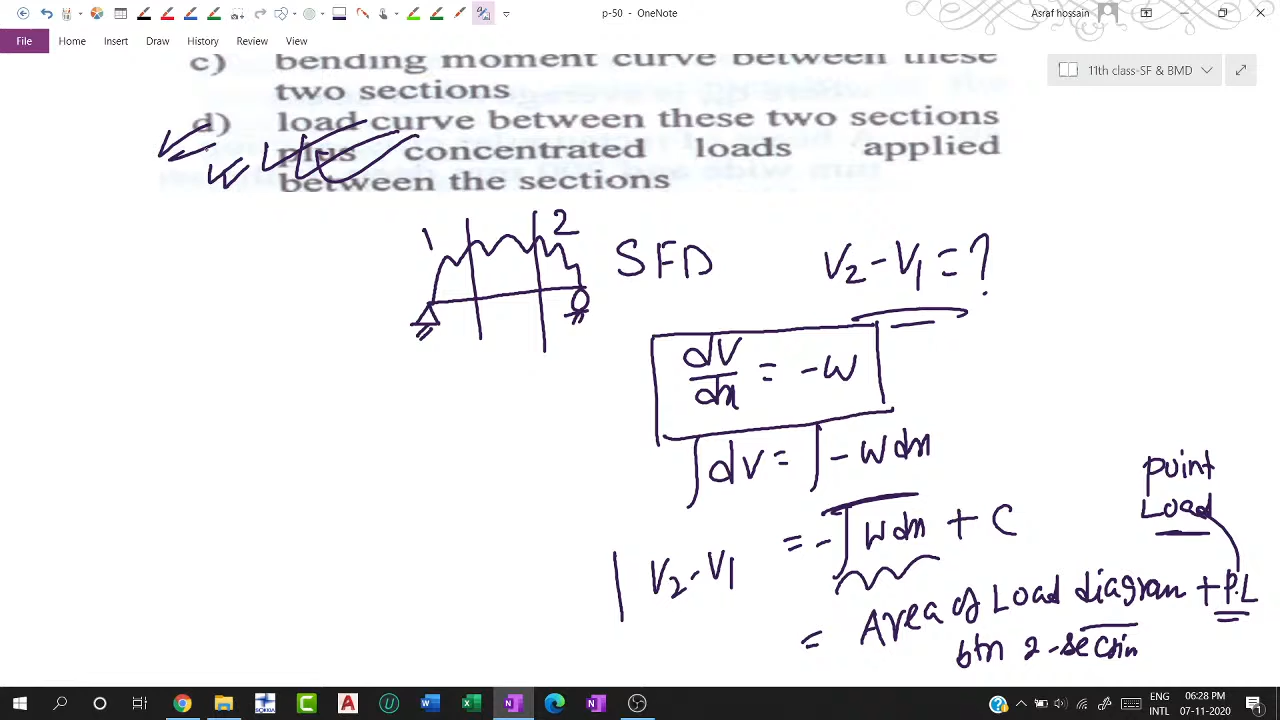 p-50 - OneNote
Asraf hossain
File Home Insert Draw History Review View
11th class-SF & BMD
c) bending moment curve between these
two sections
d) load curve between these two sections
plus concentrated loads applied
between the sections
1 2
SFD V2 - V1 = ?
dV/dx = -W
∫dV = ∫-Wdx
= -∫Wdx + C
V2 - V1
= Area of Load diagram + P.L
btn 2-secsin
point
Load
ENG
INTL
06:28 PM
07-11-2020